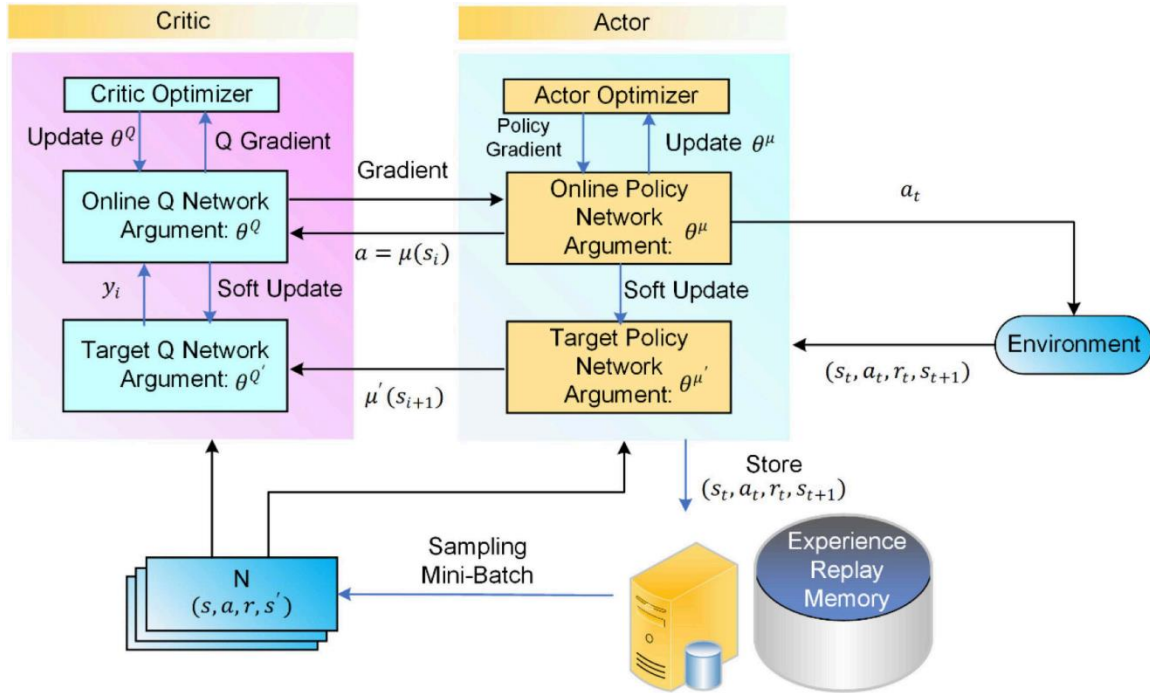 Critic
Actor
Critic Optimizer
Update θ^Q
Q Gradient
Online Q Network
Argument: θ^Q
y_i
Soft Update
Target Q Network
Argument: θ^Q′
Gradient
a = μ(s_i)
μ′(s_{i+1})
Actor Optimizer
Policy
Gradient
Update θ^μ
Online Policy
Network
Argument: θ^μ
Soft Update
Target Policy
Network
Argument: θ^μ′
a_t
Environment
(s_t, a_t, r_t, s_{t+1})
Store
(s_t, a_t, r_t, s_{t+1})
Sampling
Mini-Batch
N
(s, a, r, s′)
Experience
Replay
Memory